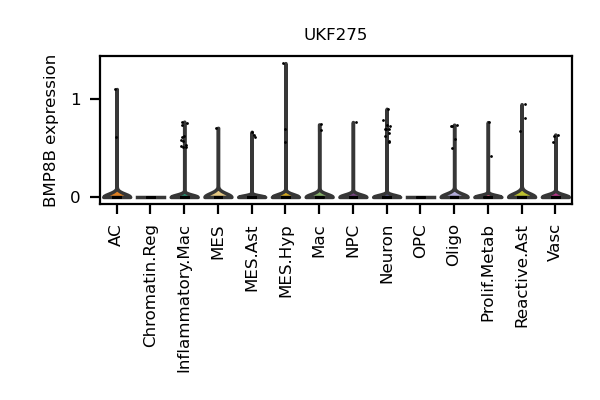 UKF275
BMP8B expression
1
0
AC
Chromatin.Reg
Inflammatory.Mac
MES
MES.Ast
MES.Hyp
Mac
NPC
Neuron
OPC
Oligo
Prolif.Metab
Reactive.Ast
Vasc